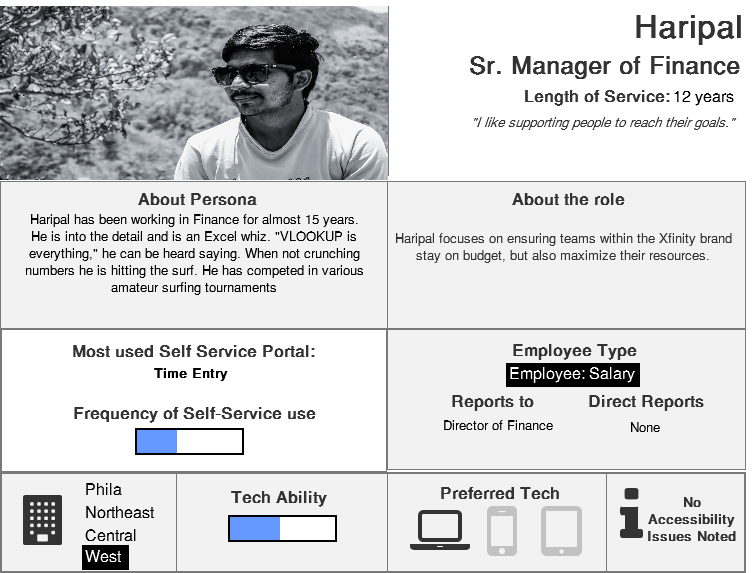 Haripal
Sr. Manager of Finance
Length of Service: 12 years
"I like supporting people to reach their goals."
About Persona
Haripal has been working in Finance for almost 15 years.
He is into the detail and is an Excel whiz. "VLOOKUP is
everything," he can be heard saying. When not crunching
numbers he is hitting the surf. He has competed in various
amateur surfing tournaments
About the role
Haripal focuses on ensuring teams within the Xfinity brand
stay on budget, but also maximize their resources.
Most used Self Service Portal:
Time Entry
Frequency of Self-Service use
Employee Type
Employee: Salary
Reports to
Director of Finance
Direct Reports
None
Phila
Northeast
Central
West
Tech Ability
Preferred Tech
No
Accessibility
Issues Noted